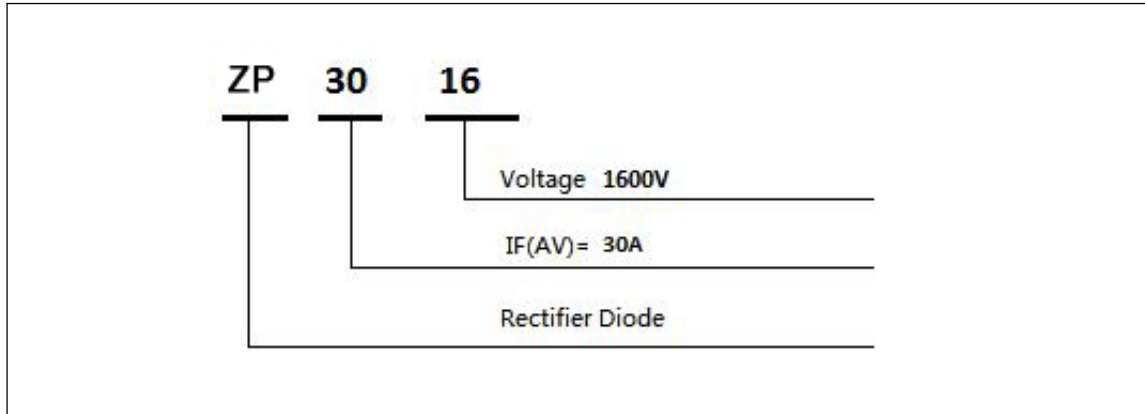 ZP 30 16
Voltage 1600V
IF(AV)= 30A
Rectifier Diode